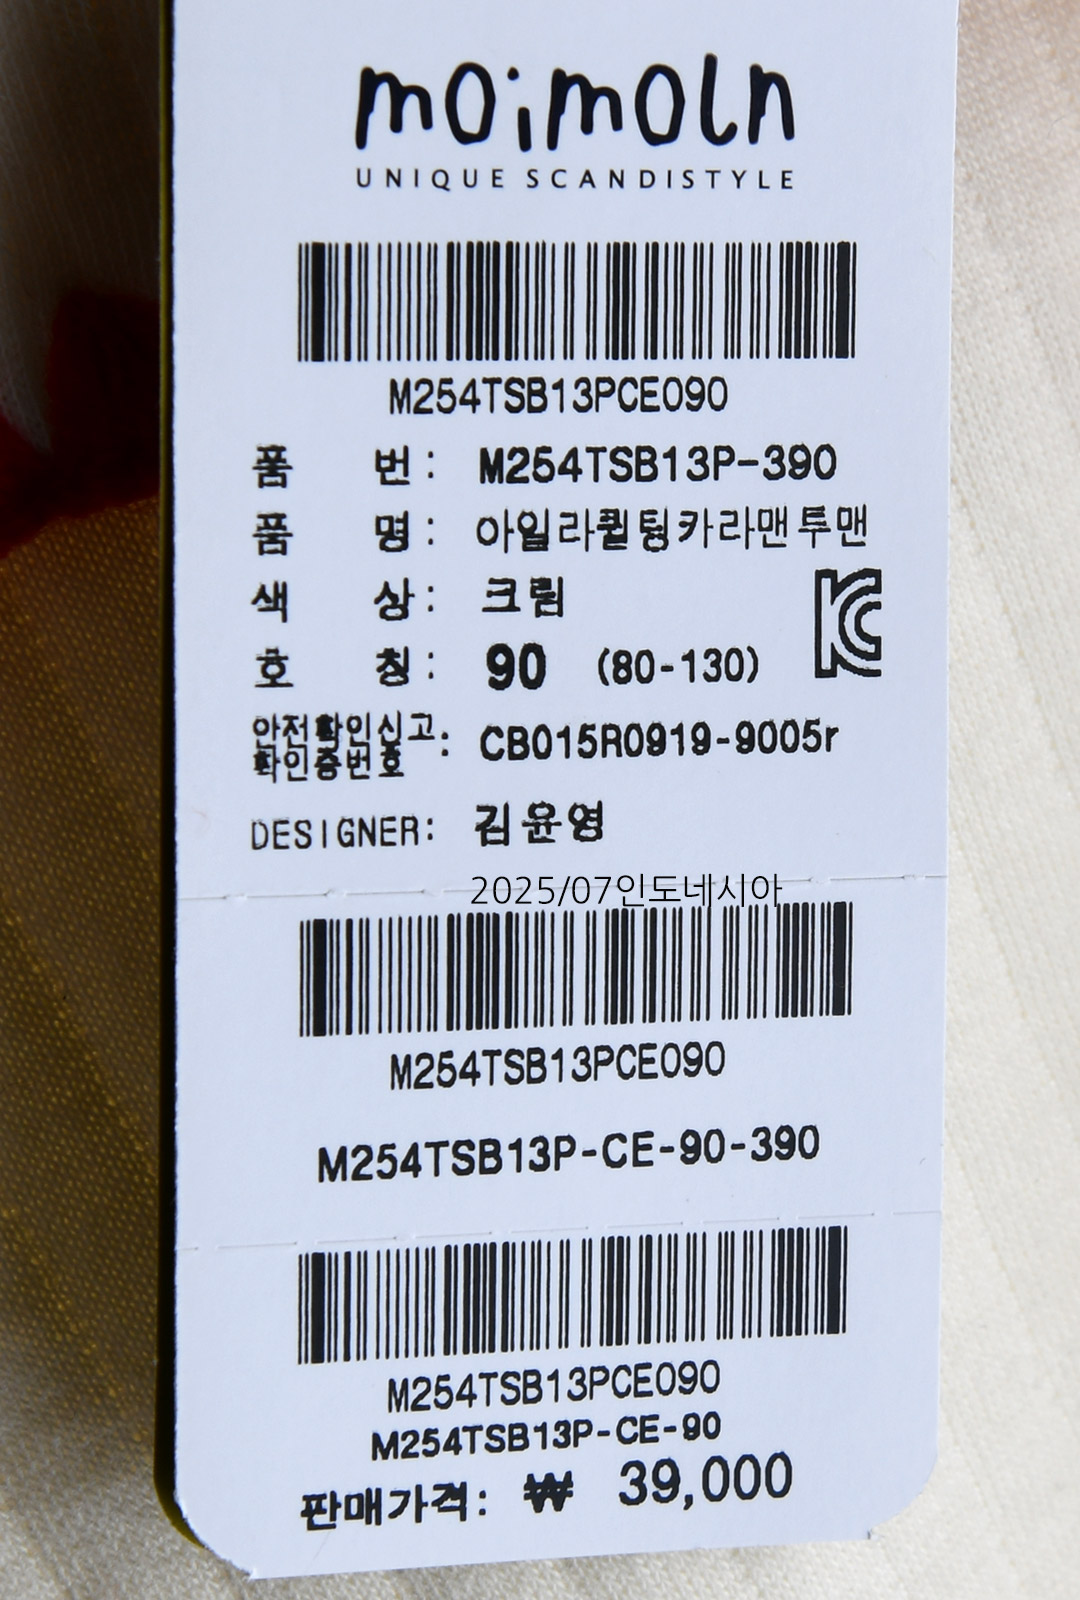 moimoln
UNIQUE SCANDISTYLE
M254TSB13PCE090
품 번: M254TSB13P-390
품 명: 아일라퀼팅카라맨투맨
색 상: 크림
호 칭: 90 (80-130)
안전확인신고
확인증번호: CB015R0919-9005r
DESIGNER: 김윤영
2025/07인도네시아
M254TSB13PCE090
M254TSB13P-CE-90-390
M254TSB13PCE090
M254TSB13P-CE-90
판매가격: ₩ 39,000